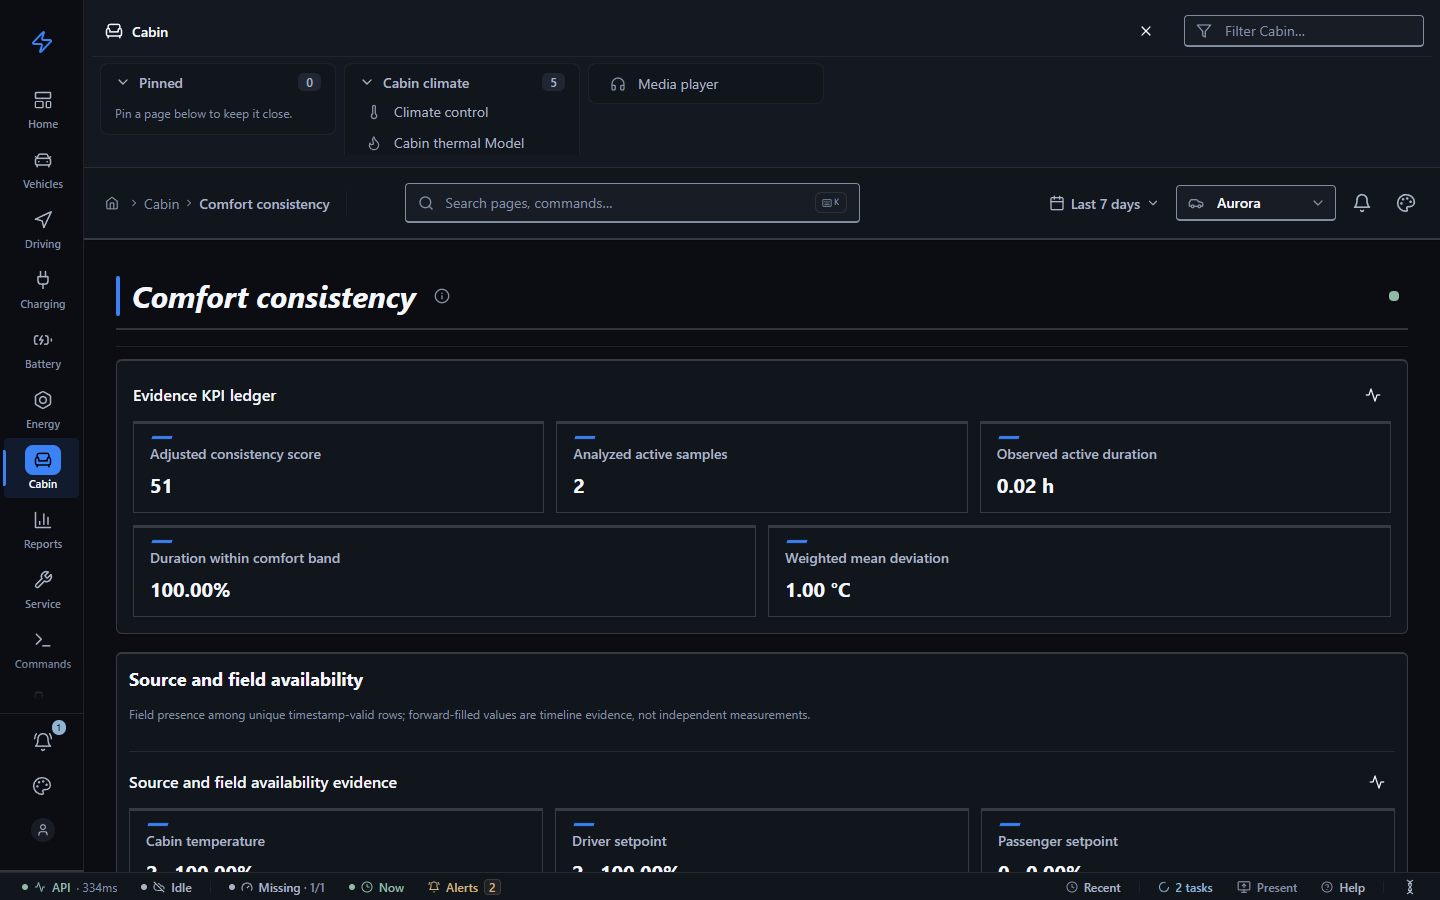 Home
Vehicles
Driving
Charging
Battery
Energy
Cabin
Reports
Service
Commands
1
Cabin
Filter Cabin...
Pinned 0
Pin a page below to keep it close.
Cabin climate 5
Climate control
Cabin thermal Model
Media player
Cabin
Comfort consistency
Search pages, commands...
K
Last 7 days
Aurora
Comfort consistency
Evidence KPI ledger
Adjusted consistency score
51
Analyzed active samples
2
Observed active duration
0.02 h
Duration within comfort band
100.00%
Weighted mean deviation
1.00 °C
Source and field availability
Field presence among unique timestamp-valid rows; forward-filled values are timeline evidence, not independent measurements.
Source and field availability evidence
Cabin temperature
Driver setpoint
Passenger setpoint
API · 334ms
Idle
Missing · 1/1
Now
Alerts 2
Recent
2 tasks
Present
Help